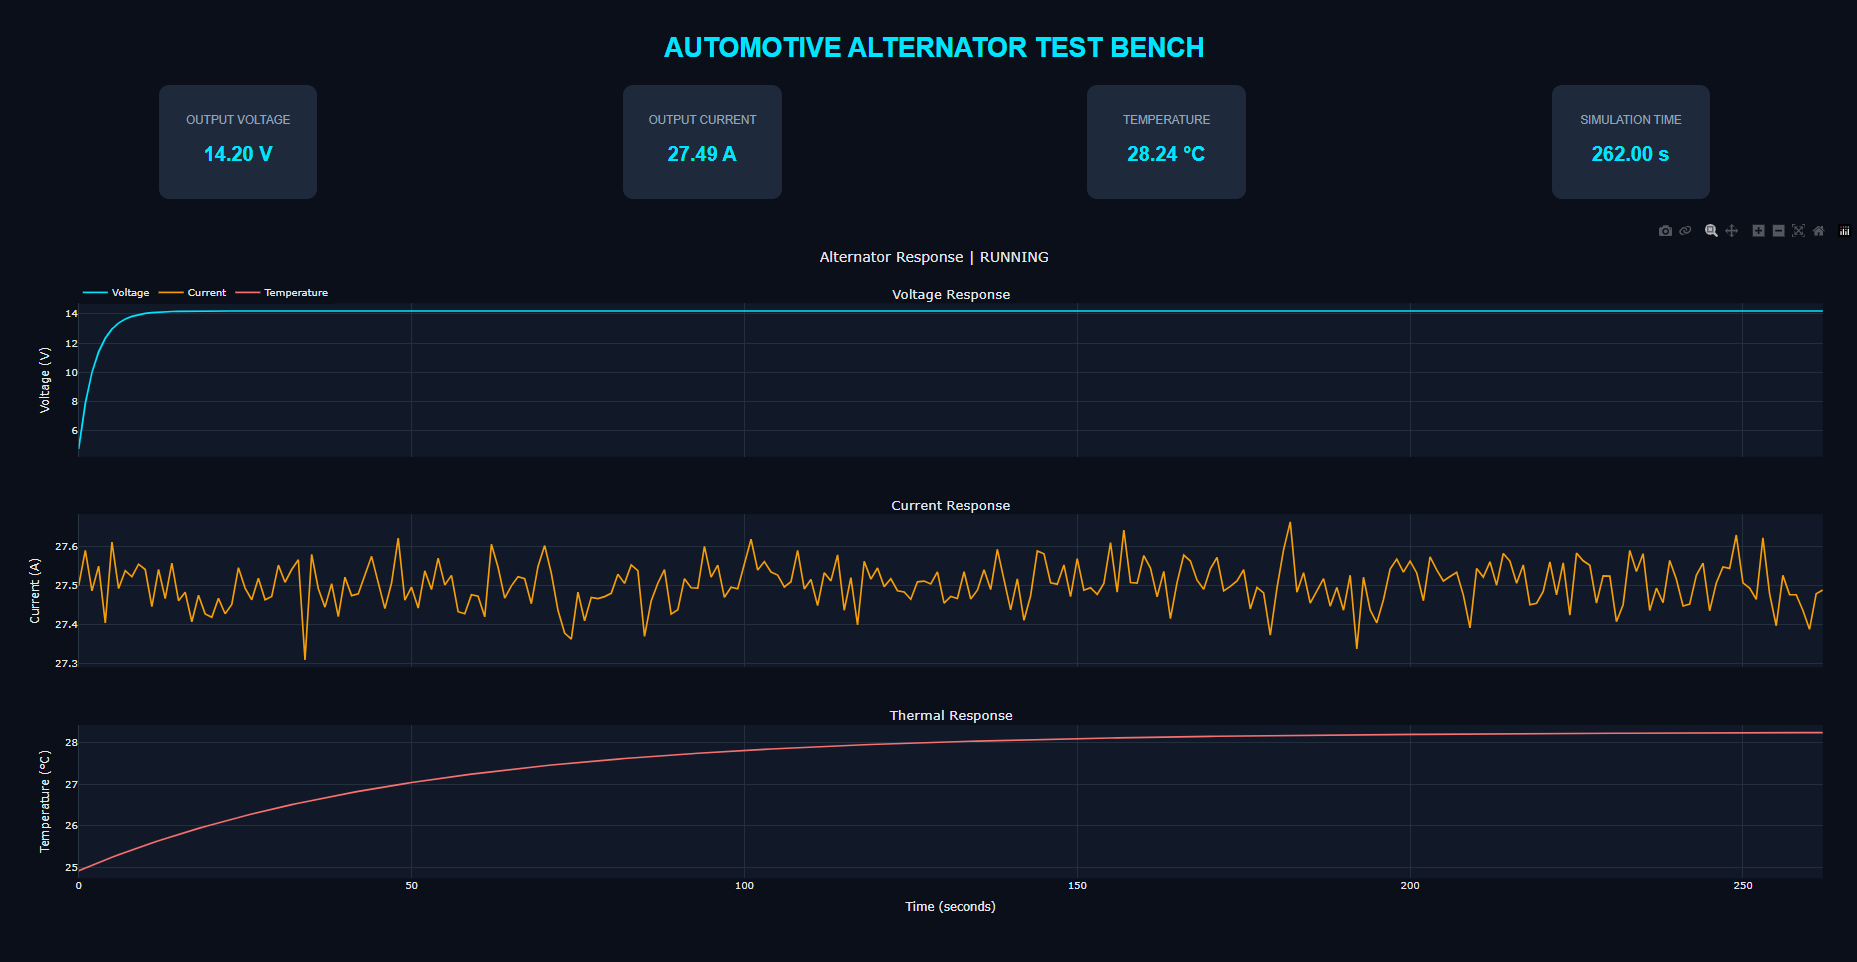 AUTOMOTIVE ALTERNATOR TEST BENCH
OUTPUT VOLTAGE
14.20 V
OUTPUT CURRENT
27.49 A
TEMPERATURE
28.24 °C
SIMULATION TIME
262.00 s
Alternator Response | RUNNING
Voltage Current Temperature
Voltage Response
Voltage (V)
14
12
10
8
6
Current Response
Current (A)
27.6
27.5
27.4
27.3
Thermal Response
Temperature (°C)
28
27
26
25
0 50 100 150 200 250
Time (seconds)